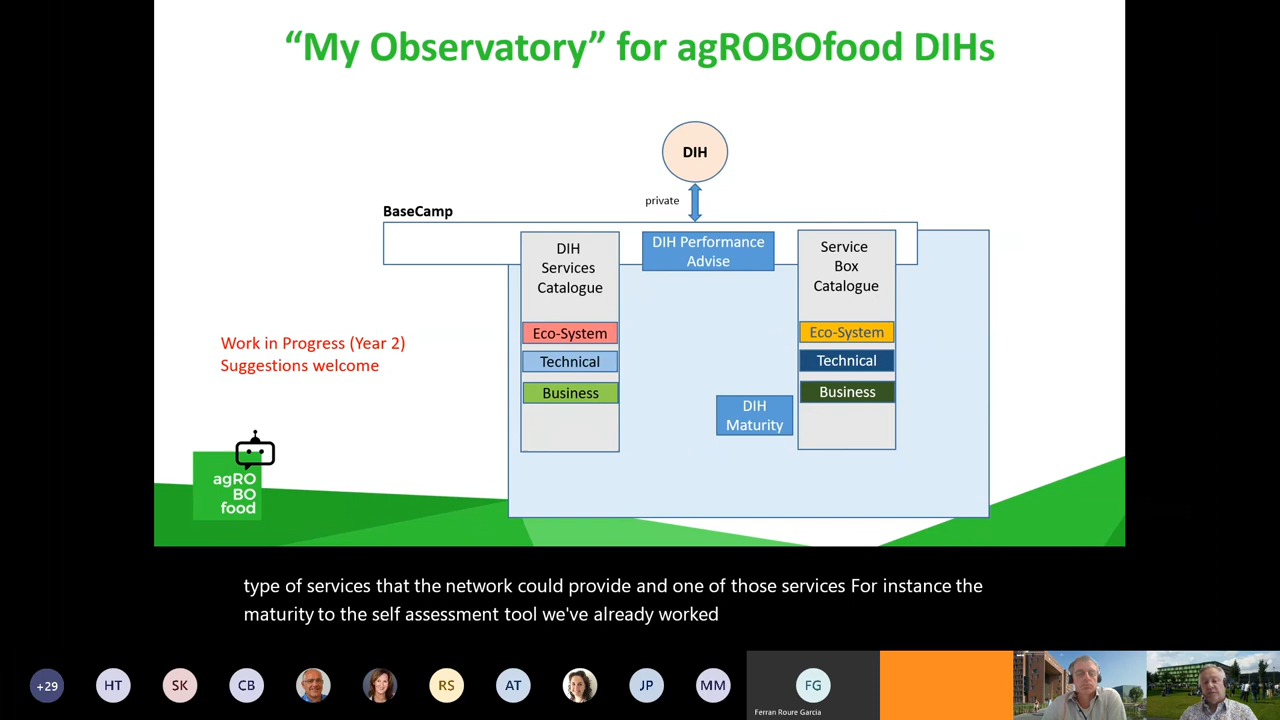 “My Observatory” for agROBOfood DIHs
DIH
private
BaseCamp
DIH
Services
Catalogue
DIH Performance
Advise
Service
Box
Catalogue
Eco-System
Technical
Business
Eco-System
Technical
Business
DIH
Maturity
Work in Progress (Year 2)
Suggestions welcome
agRO
BO
food
type of services that the network could provide and one of those services For instance the
maturity to the self assessment tool we've already worked
+29
HT
SK
CB
RS
AT
JP
MM
FG
Ferran Roure Garcia